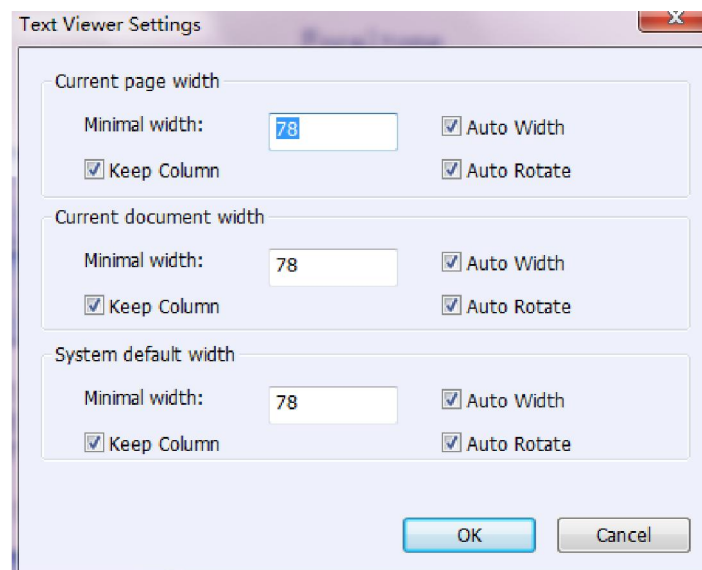 Text Viewer Settings
Current page width
Minimal width: 78 Auto Width
Keep Column Auto Rotate
Current document width
Minimal width: 78 Auto Width
Keep Column Auto Rotate
System default width
Minimal width: 78 Auto Width
Keep Column Auto Rotate
OK Cancel